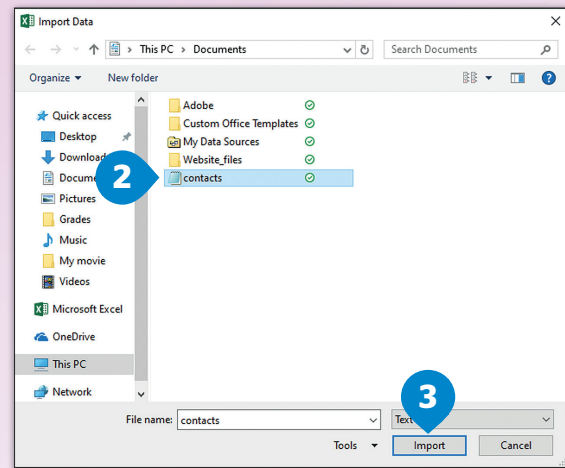 Import Data
This PC > Documents
Search Documents
Organize
New folder
Quick access
Desktop
Pictures
Grades
Music
My movie
Videos
Microsoft Excel
OneDrive
This PC
Network
Adobe
Custom Office Templates
My Data Sources
Website_files
2
contacts
3
File name: contacts
Text
Tools
Import
Cancel